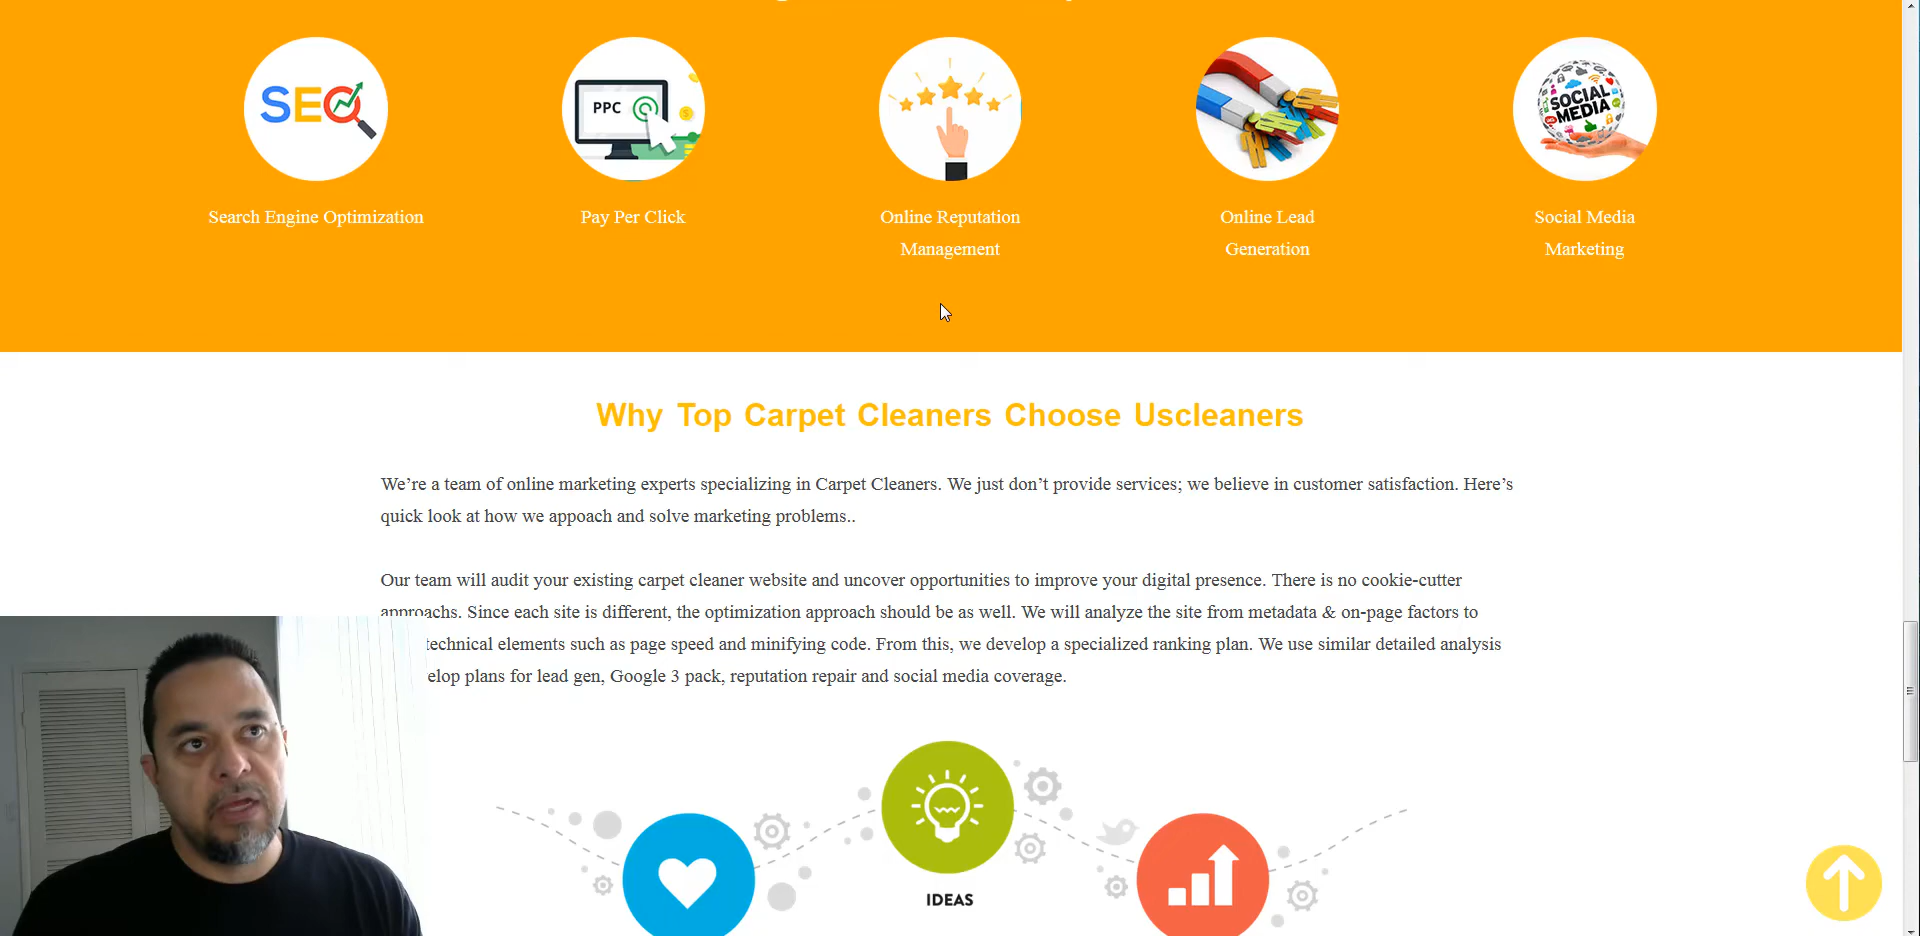 SEO
PPC
SOCIAL
MEDIA
Search Engine Optimization
Pay Per Click
Online Reputation
Management
Online Lead
Generation
Social Media
Marketing
Why Top Carpet Cleaners Choose Uscleaners
We’re a team of online marketing experts specializing in Carpet Cleaners. We just don’t provide services; we believe in customer satisfaction. Here’s
quick look at how we appoach and solve marketing problems..
Our team will audit your existing carpet cleaner website and uncover opportunities to improve your digital presence. There is no cookie-cutter
approachs. Since each site is different, the optimization approach should be as well. We will analyze the site from metadata & on-page factors to
technical elements such as page speed and minifying code. From this, we develop a specialized ranking plan. We use similar detailed analysis
elop plans for lead gen, Google 3 pack, reputation repair and social media coverage.
IDEAS